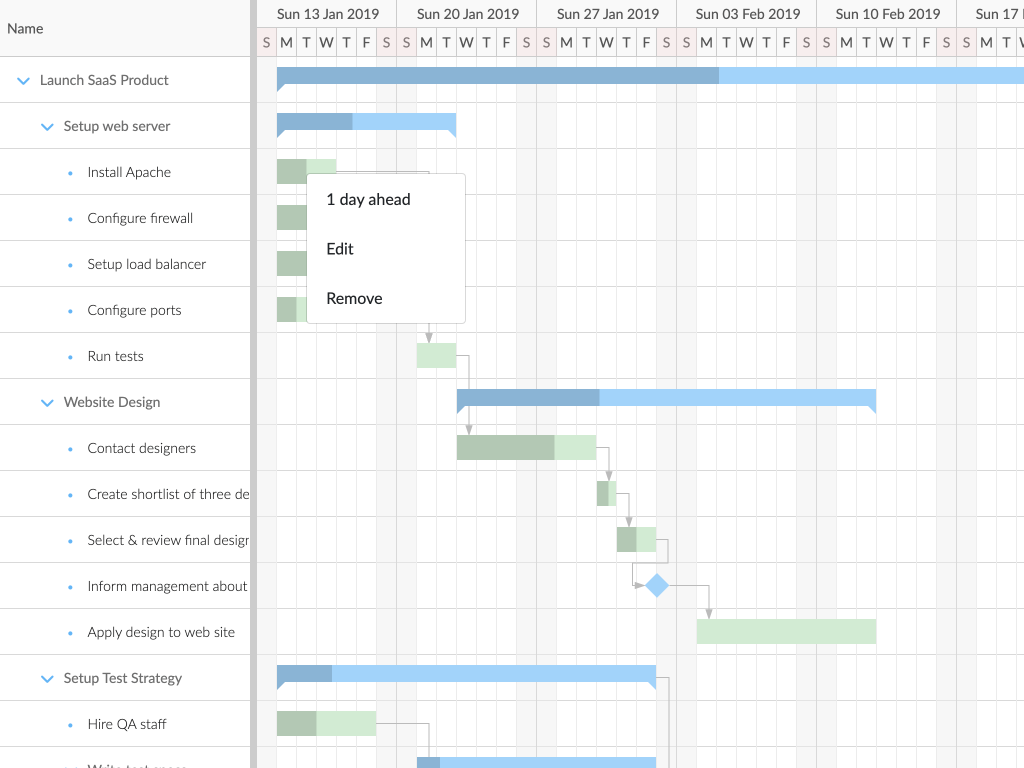 Name
Sun 13 Jan 2019 Sun 20 Jan 2019 Sun 27 Jan 2019 Sun 03 Feb 2019 Sun 10 Feb 2019 Sun 17
S M T W T F S S M T W T F S S M T W T F S S M T W T F S S M T W T F S S M T
Launch SaaS Product
Setup web server
Install Apache
Configure firewall
Setup load balancer
Configure ports
Run tests
Website Design
Contact designers
Create shortlist of three de
Select & review final desigr
Inform management about
Apply design to web site
Setup Test Strategy
Hire QA staff
1 day ahead
Edit
Remove